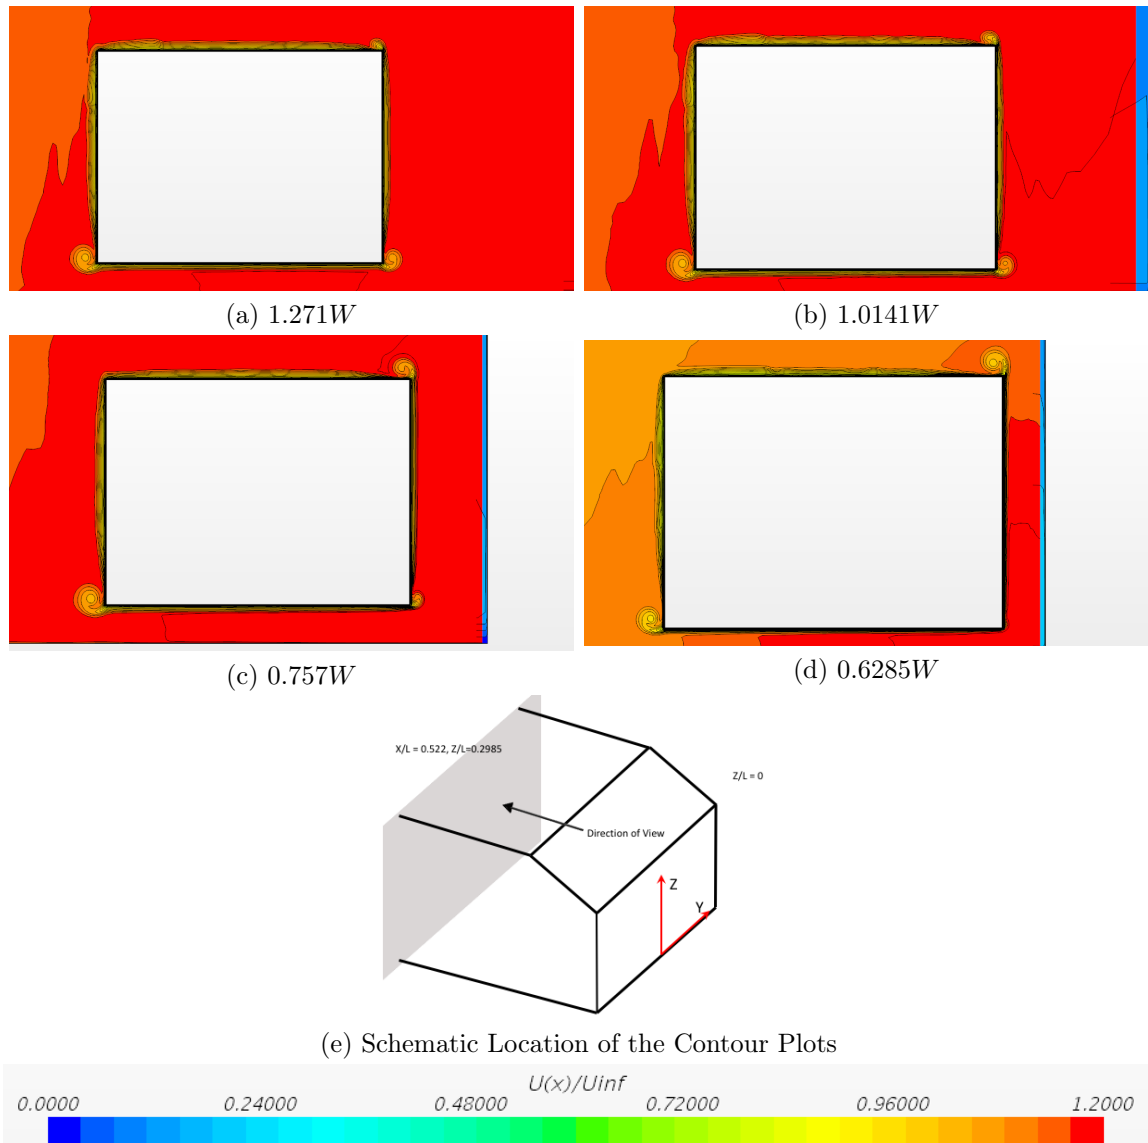 (a) 1.271W
(b) 1.0141W
(c) 0.757W
(d) 0.6285W
X/L = 0.522, Z/L=0.2985
Z/L = 0
Direction of View
Z
Y
(e) Schematic Location of the Contour Plots
U(x)/Uinf
0.0000 0.24000 0.48000 0.72000 0.96000 1.2000